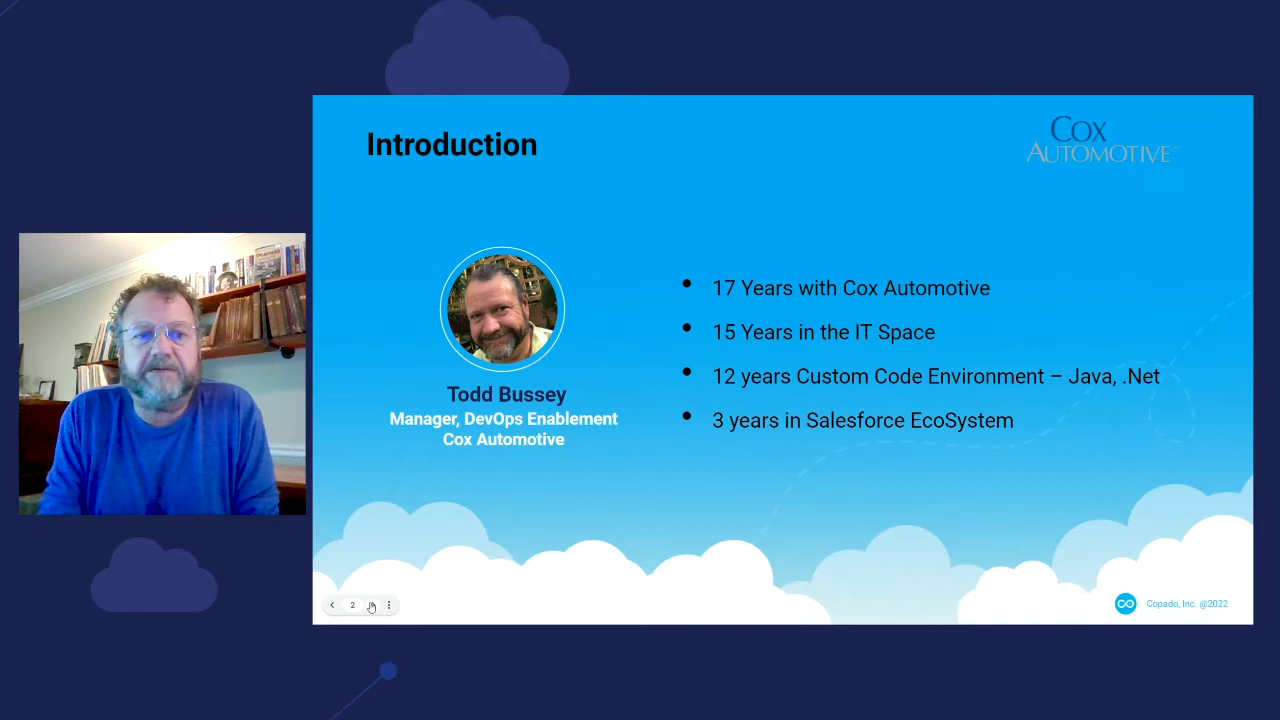 Introduction
COX
AUTOMOTIVE
17 Years with Cox Automotive
15 Years in the IT Space
12 years Custom Code Environment – Java, .Net
3 years in Salesforce EcoSystem
Todd Bussey
Manager, DevOps Enablement
Cox Automotive
2
Copado, Inc. @2022